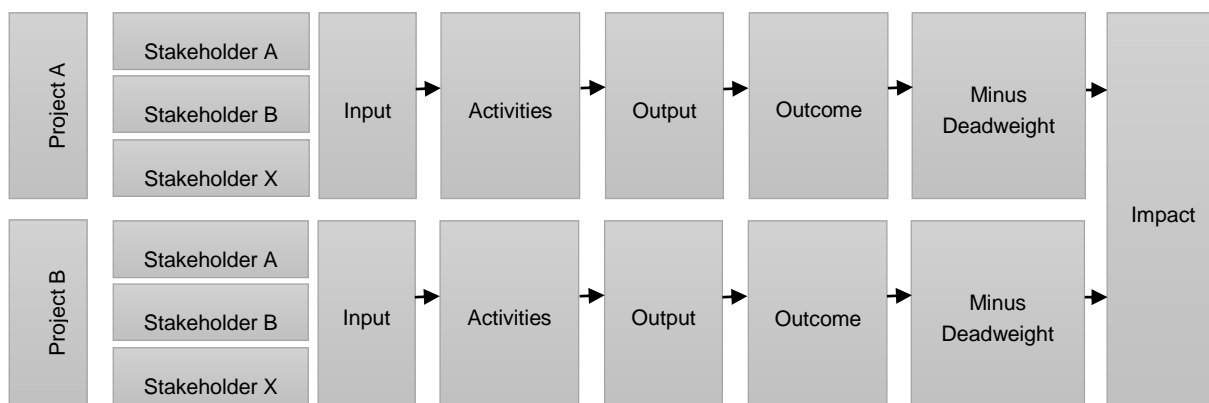 Project A
Stakeholder A
Stakeholder B
Stakeholder X
Input
Activities
Output
Outcome
Minus
Deadweight
Impact
Project B
Stakeholder A
Stakeholder B
Stakeholder X
Input
Activities
Output
Outcome
Minus
Deadweight